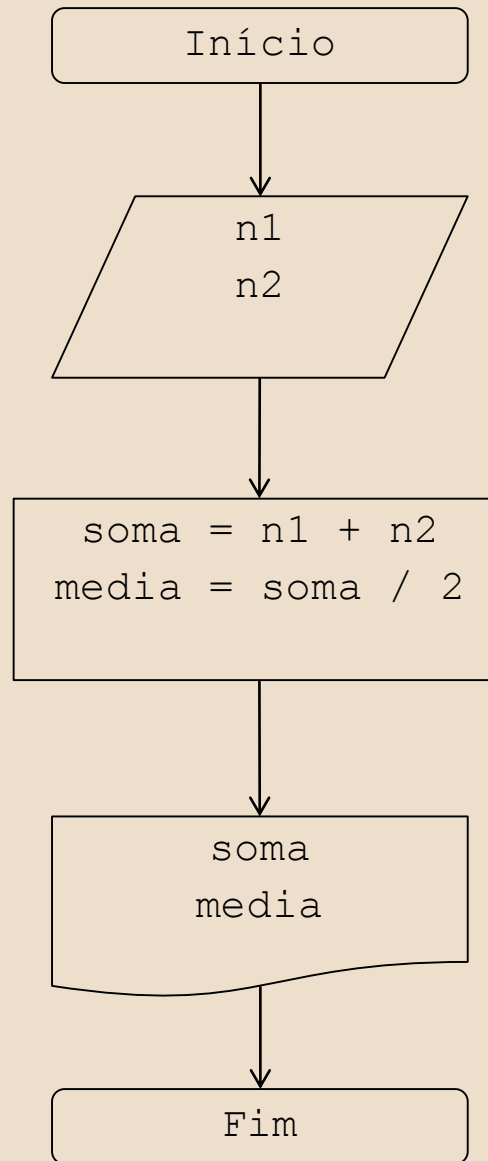 Início
n1
n2
soma = n1 + n2
media = soma / 2
soma
media
Fim